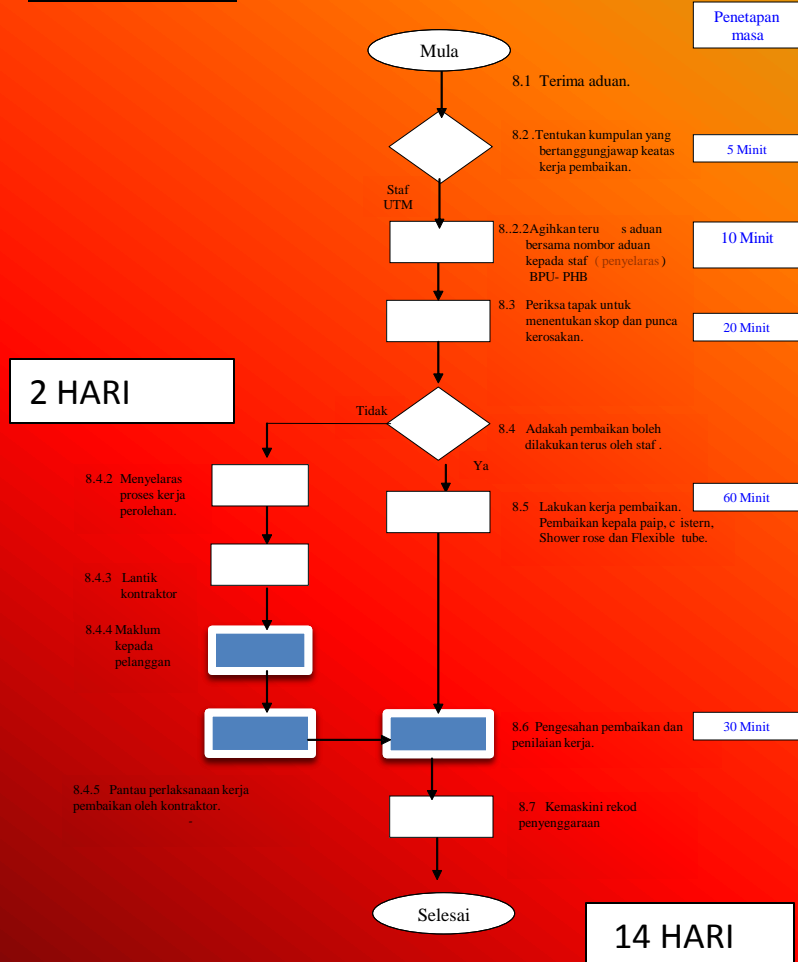 Penetapan
masa
Mula
8.1 Terima aduan.
8.2 .Tentukan kumpulan yang
bertanggungjawap keatas
kerja pembaikan.
5 Minit
Staf
UTM
8..2.2Agihkan teru s aduan
bersama nombor aduan
kepada staf ( penyelaras )
BPU- PHB
10 Minit
8.3 Periksa tapak untuk
menentukan skop dan punca
kerosakan.
20 Minit
2 HARI
Tidak
8.4 Adakah pembaikan boleh
dilakukan terus oleh staf .
Ya
8.4.2 Menyelaras
proses kerja
perolehan.
8.5 Lakukan kerja pembaikan.
Pembaikan kepala paip, c istern,
Shower rose dan Flexible tube.
60 Minit
8.4.3 Lantik
kontraktor
8.4.4 Maklum
kepada
pelanggan
8.6 Pengesahan pembaikan dan
penilaian kerja.
30 Minit
8.4.5 Pantau perlaksanaan kerja
pembaikan oleh kontraktor.
.
8.7 Kemaskini rekod
penyenggaraan
Selesai
14 HARI